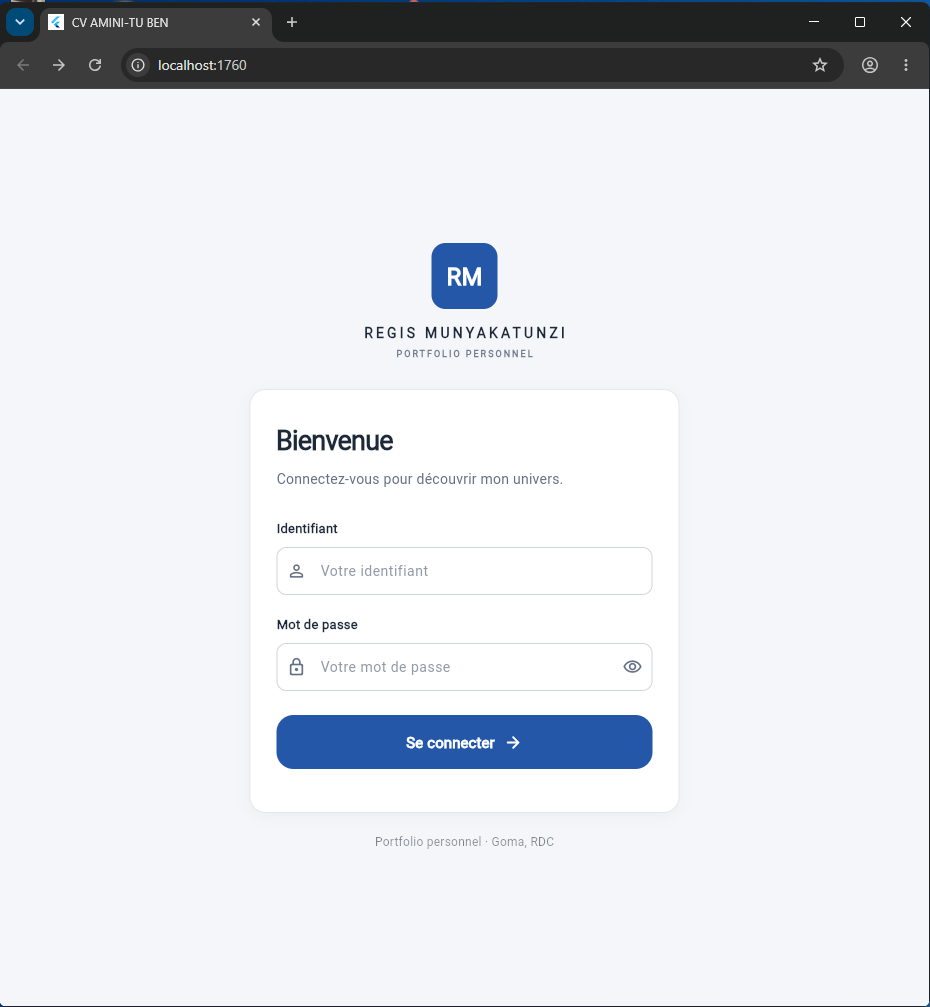 CV AMINI-TU BEN
localhost:1760
RM
REGIS MUNYAKATUNZI
PORTFOLIO PERSONNEL
Bienvenue
Connectez-vous pour découvrir mon univers.
Identifiant
Votre identifiant
Mot de passe
Votre mot de passe
Se connecter →
Portfolio personnel · Goma, RDC